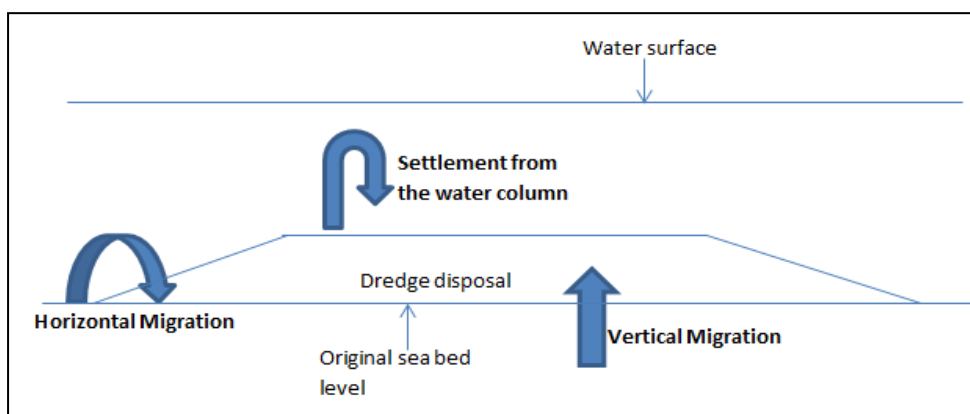 Water surface
Settlement from
the water column
Dredge disposal
Horizontal Migration
Vertical Migration
Original sea bed
level